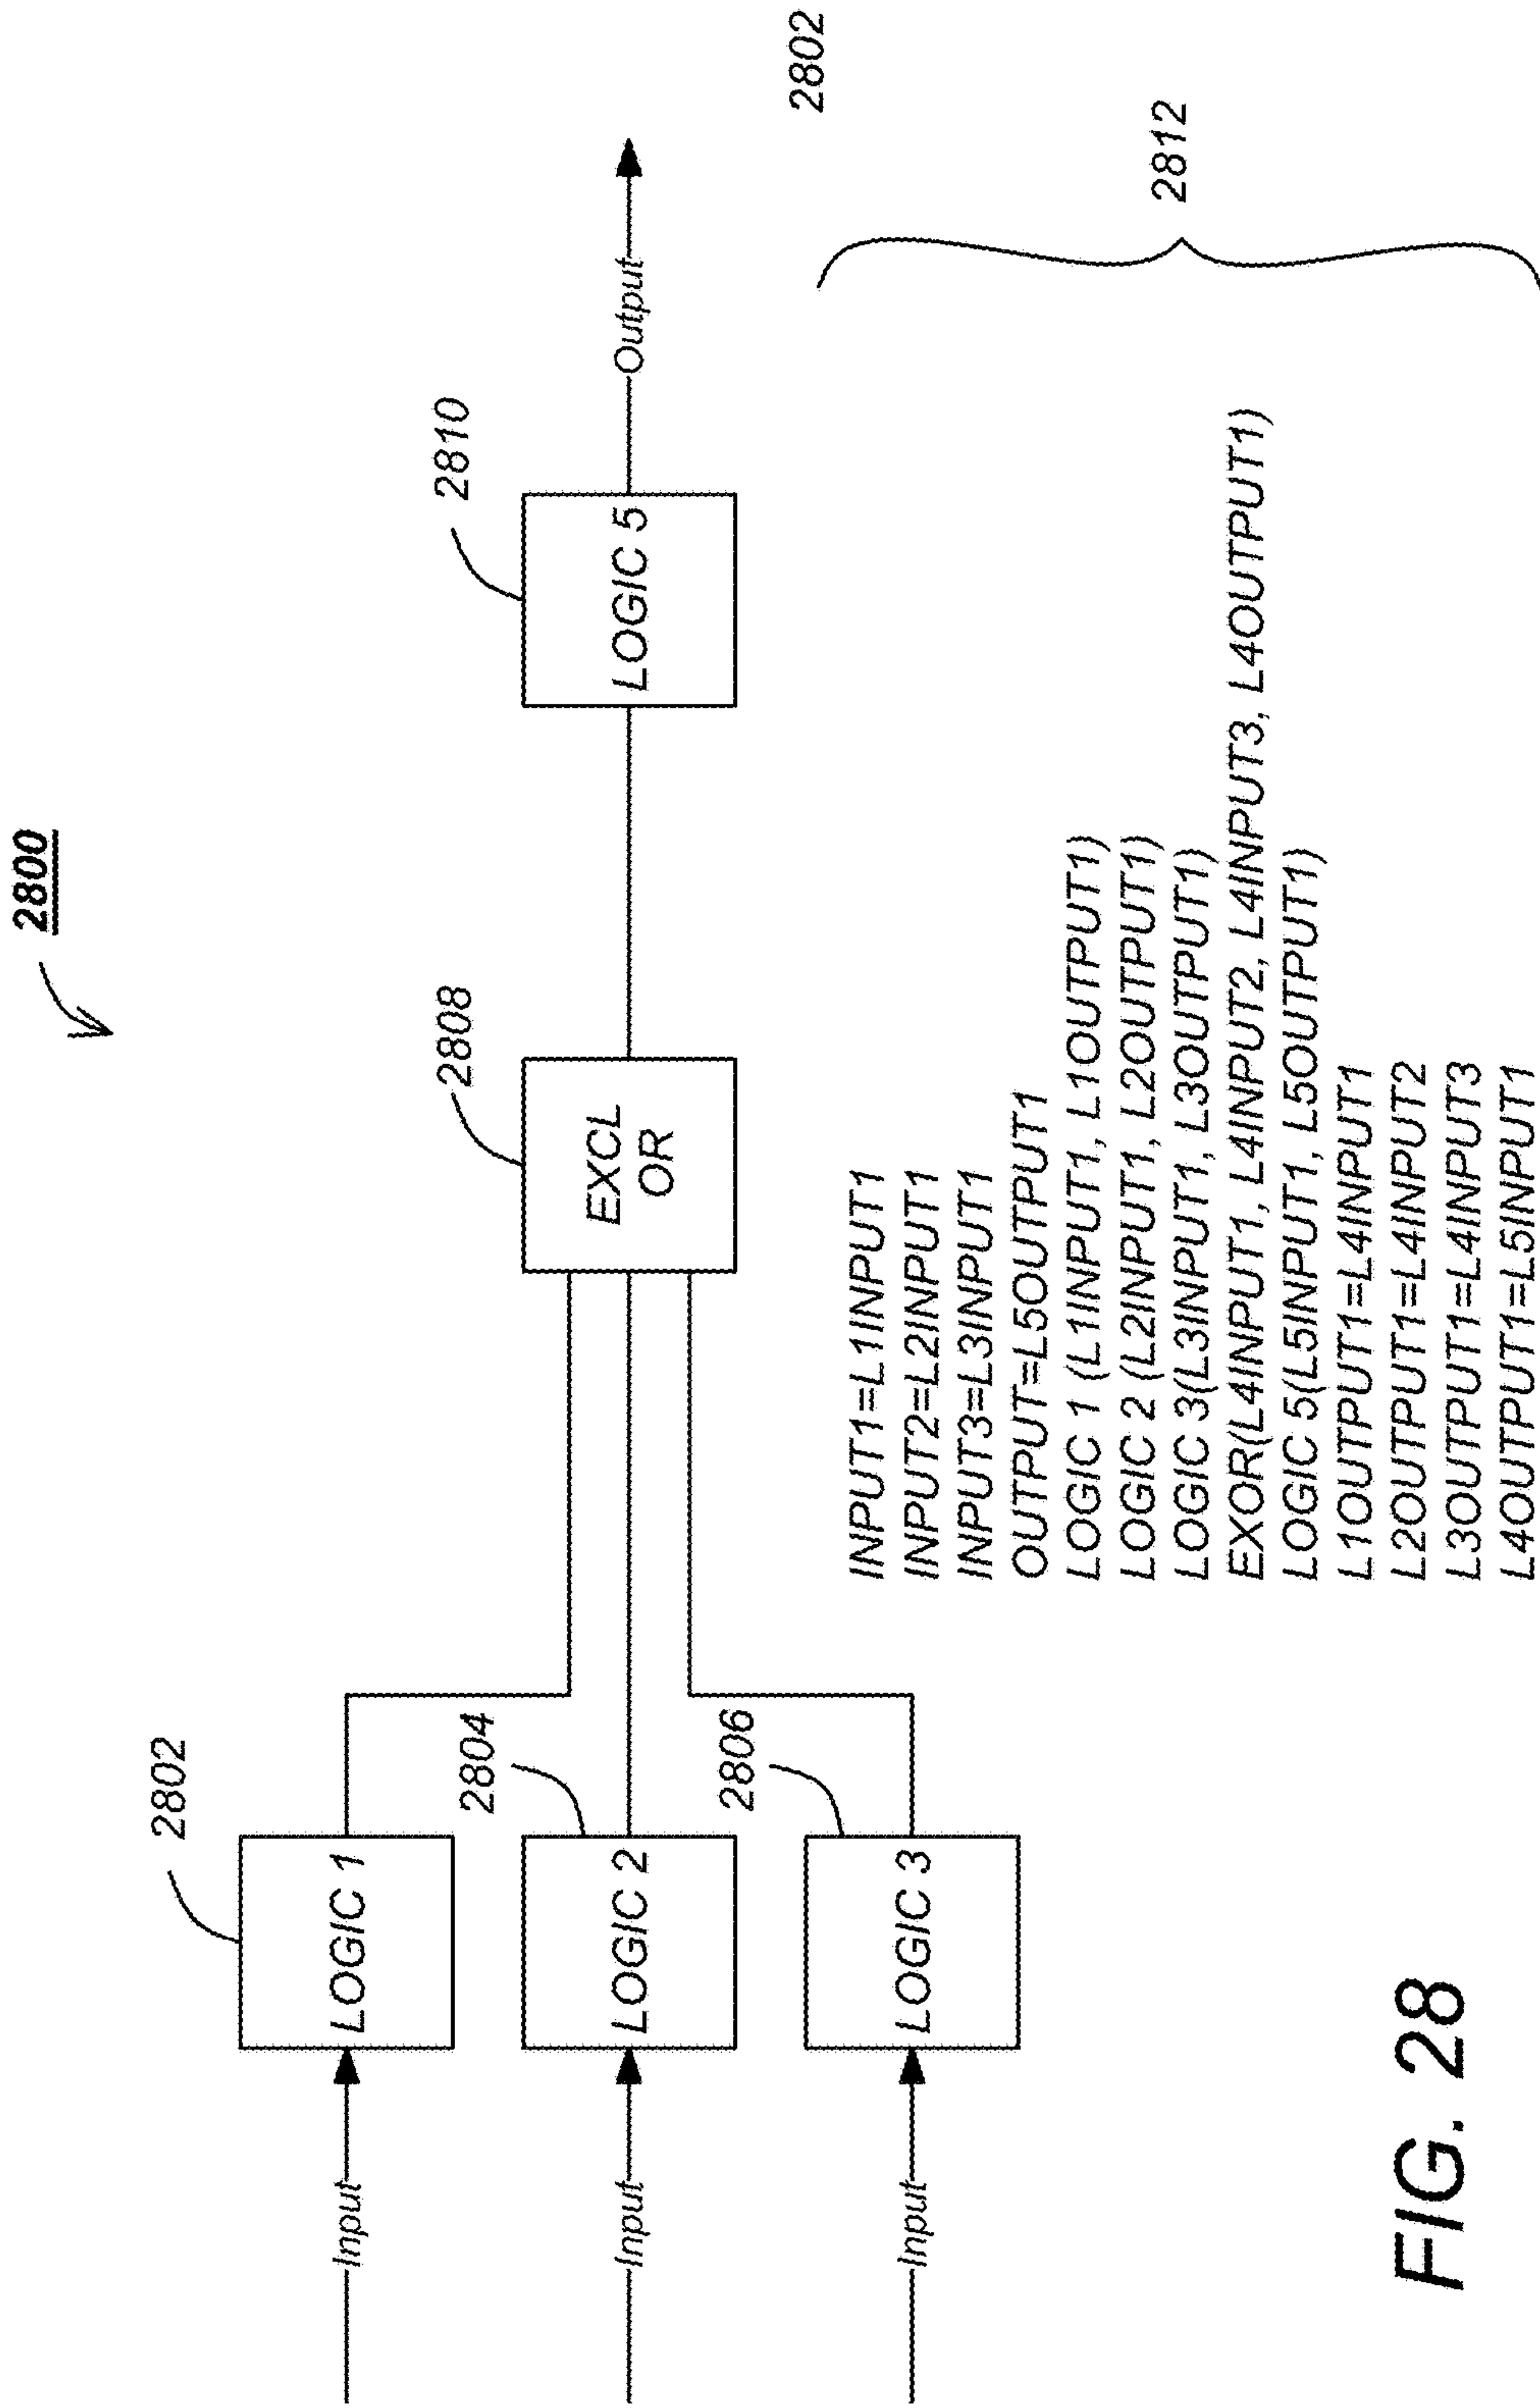 2800
2802
LOGIC 1
Input
2804
LOGIC 2
Input
2806
LOGIC 3
Input
2808
EXCL
OR
2810
LOGIC 5
Output
2802
INPUT1=L1INPUT1
INPUT2=L2INPUT1
INPUT3=L3INPUT1
OUTPUT=L5OUTPUT1
LOGIC 1 (L1INPUT1, L1OUTPUT1)
LOGIC 2 (L2INPUT1, L2OUTPUT1)
LOGIC 3(L3INPUT1, L3OUTPUT1)
EXOR(L4INPUT1, L4INPUT2, L4INPUT3, L4OUTPUT1)
LOGIC 5(L5INPUT1, L5OUTPUT1)
L1OUTPUT1=L4INPUT1
L2OUTPUT1=L4INPUT2
L3OUTPUT1=L4INPUT3
L4OUTPUT1=L5INPUT1
2812
FIG. 28